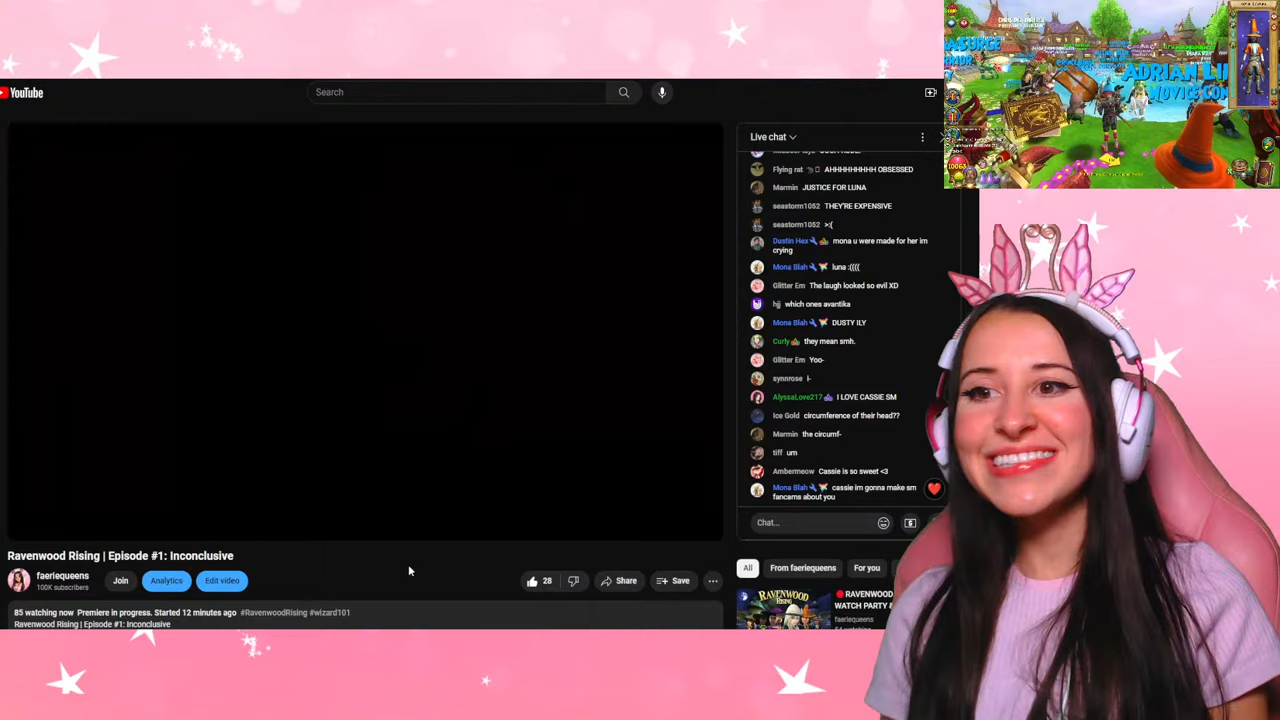 YouTube
Search
Live chat
Flying rat AHHHHHHHHH OBSESSED
Marmin JUSTICE FOR LUNA
seastorm1052 THEY'RE EXPENSIVE
seastorm1052 >:(
Dustin Hex mona u were made for her im
crying
Mona Blah luna :((((
Glitter Em The laugh looked so evil XD
hij which ones avantika
Mona Blah DUSTY ILY
Curly they mean smh.
Glitter Em Yoo-
synnrose I-
AlyssaLove217 I LOVE CASSIE SM
Ice Gold circumference of their head??
Marmin the circumf-
tiff um
Ambermeow Cassie is so sweet <3
Mona Blah cassie im gonna make sm
fancams about you
Chat...
Ravenwood Rising | Episode #1: Inconclusive
faeriequeens
100K subscribers
Join
Analytics
Edit video
28
Share
Save
85 watching now Premiere in progress. Started 12 minutes ago #RavenwoodRising #wizard101
Ravenwood Rising | Episode #1: Inconclusive
All
From faeriequeens
For you
RAVENWOOD RISING
RAVENWOOD
WATCH PARTY &
faeriequeens
ADRIAN
NOVICE CON